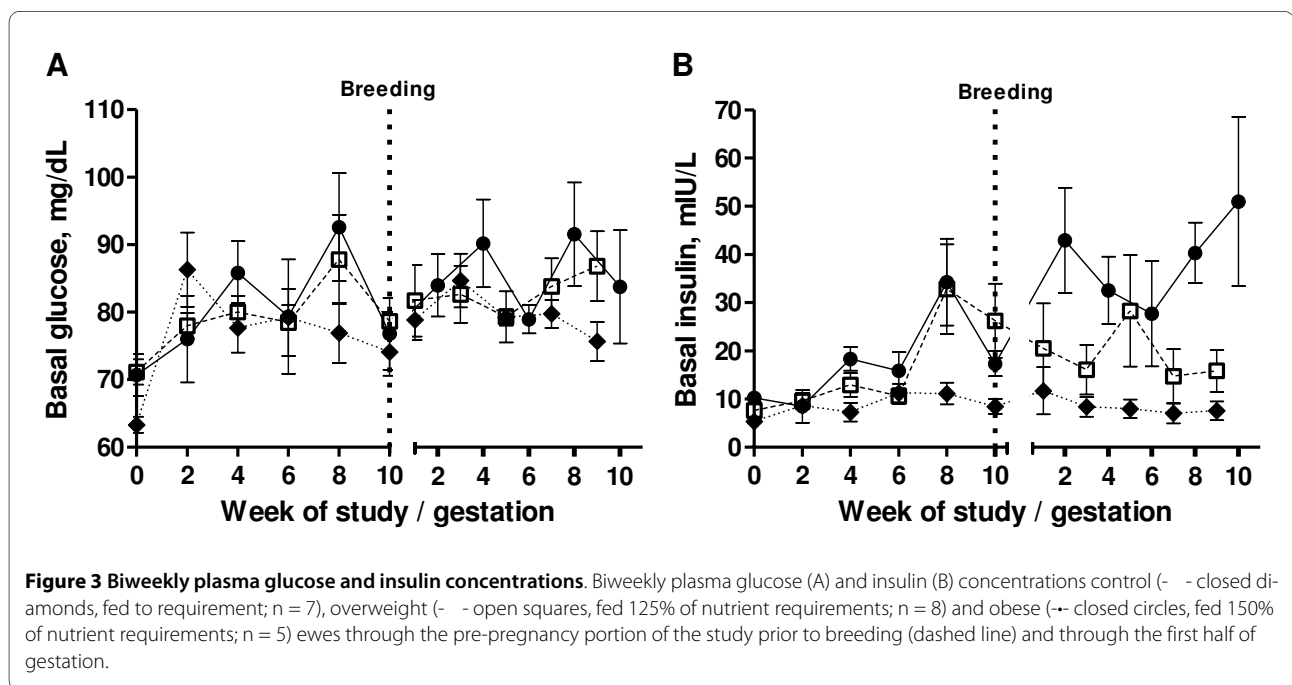 A
Breeding
110
100
90
80
70
60
Basal glucose, mg/dL
0 2 4 6 8 10 2 4 6 8 10
Week of study / gestation
B
Breeding
70
60
50
40
30
20
10
0
Basal insulin, mIU/L
0 2 4 6 8 10 2 4 6 8 10
Week of study / gestation
Figure 3 Biweekly plasma glucose and insulin concentrations. Biweekly plasma glucose (A) and insulin (B) concentrations control (- - closed di-
amonds, fed to requirement; n = 7), overweight (- - open squares, fed 125% of nutrient requirements; n = 8) and obese (-•- closed circles, fed 150%
of nutrient requirements; n = 5) ewes through the pre-pregnancy portion of the study prior to breeding (dashed line) and through the first half of
gestation.